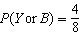 P(Y or B) = 4/8